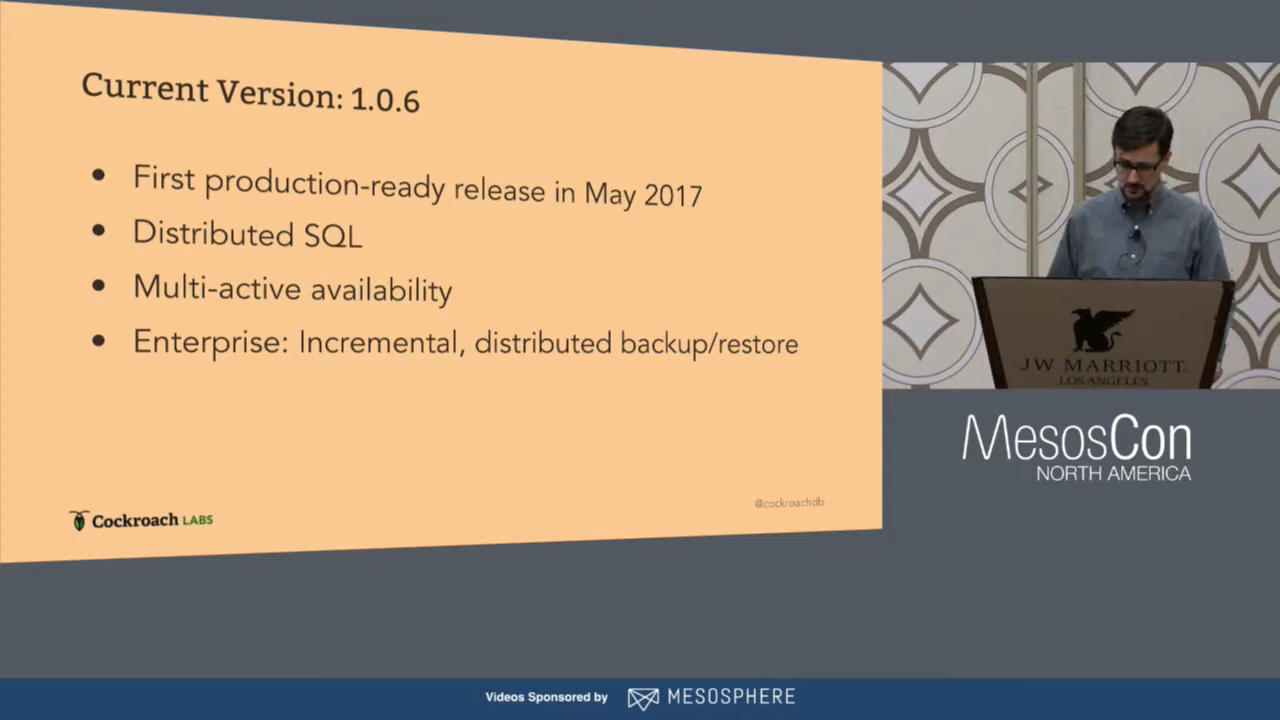 Current Version: 1.0.6
• First production-ready release in May 2017
• Distributed SQL
• Multi-active availability
• Enterprise: Incremental, distributed backup/restore
Cockroach LABS
@cockroachdb
JW MARRIOTT
LOS ANGELES
MesosCon
NORTH AMERICA
Videos Sponsored by MESOSPHERE